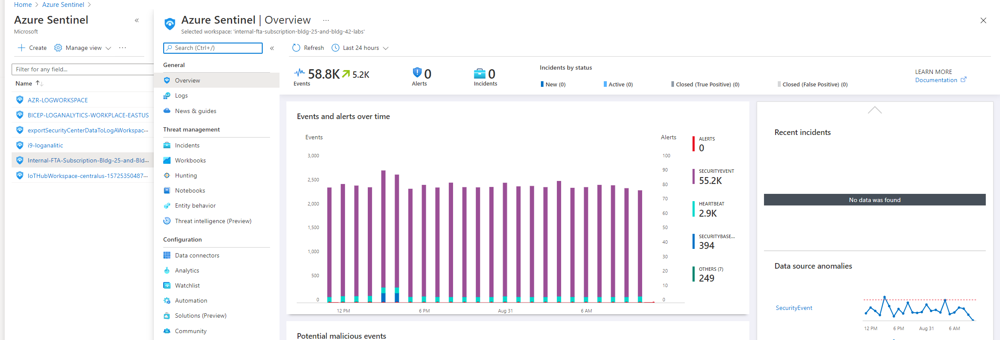 Home > Azure Sentinel >
Azure Sentinel
Microsoft
Create
Manage view
Filter for any field...
Name
AZR-LOGWORKSPACE
BICEP-LOGANALYTICS-WORKPLACE-EASTUS
exportSecurityCenterDataToLogAWorkspac...
i9-loganalitic
Internal-FTA-Subscription-Bldg-25-and-Bld...
IoTHubWorkspace-centralus-15725350487...
Azure Sentinel | Overview ...
Selected workspace: 'internal-fta-subscription-bldg-25-and-bldg-42-labs'
Search (Ctrl+/)
General
Overview
Logs
News & guides
Threat management
Incidents
Workbooks
Hunting
Notebooks
Entity behavior
Threat intelligence (Preview)
Configuration
Data connectors
Analytics
Watchlist
Automation
Solutions (Preview)
Community
Refresh
Last 24 hours
58.8K 5.2K
Events
0
Alerts
0
Incidents
Incidents by status
New (0)
Active (0)
Closed (True Positive) (0)
Closed (False Positive) (0)
LEARN MORE
Documentation
Events and alerts over time
Events
3,000
2,500
2,000
1,500
1,000
500
0
12 PM
6 PM
Aug 31
6 AM
Alerts
100
90
80
70
60
50
40
30
20
10
0
ALERTS
0
SECURITYEVENT
55.2K
HEARTBEAT
2.9K
SECURITYBASE...
394
OTHERS (7)
249
Potential malicious events
Recent incidents
No data was found
Data source anomalies
SecurityEvent
12 PM
6 PM
Aug 31
6 AM